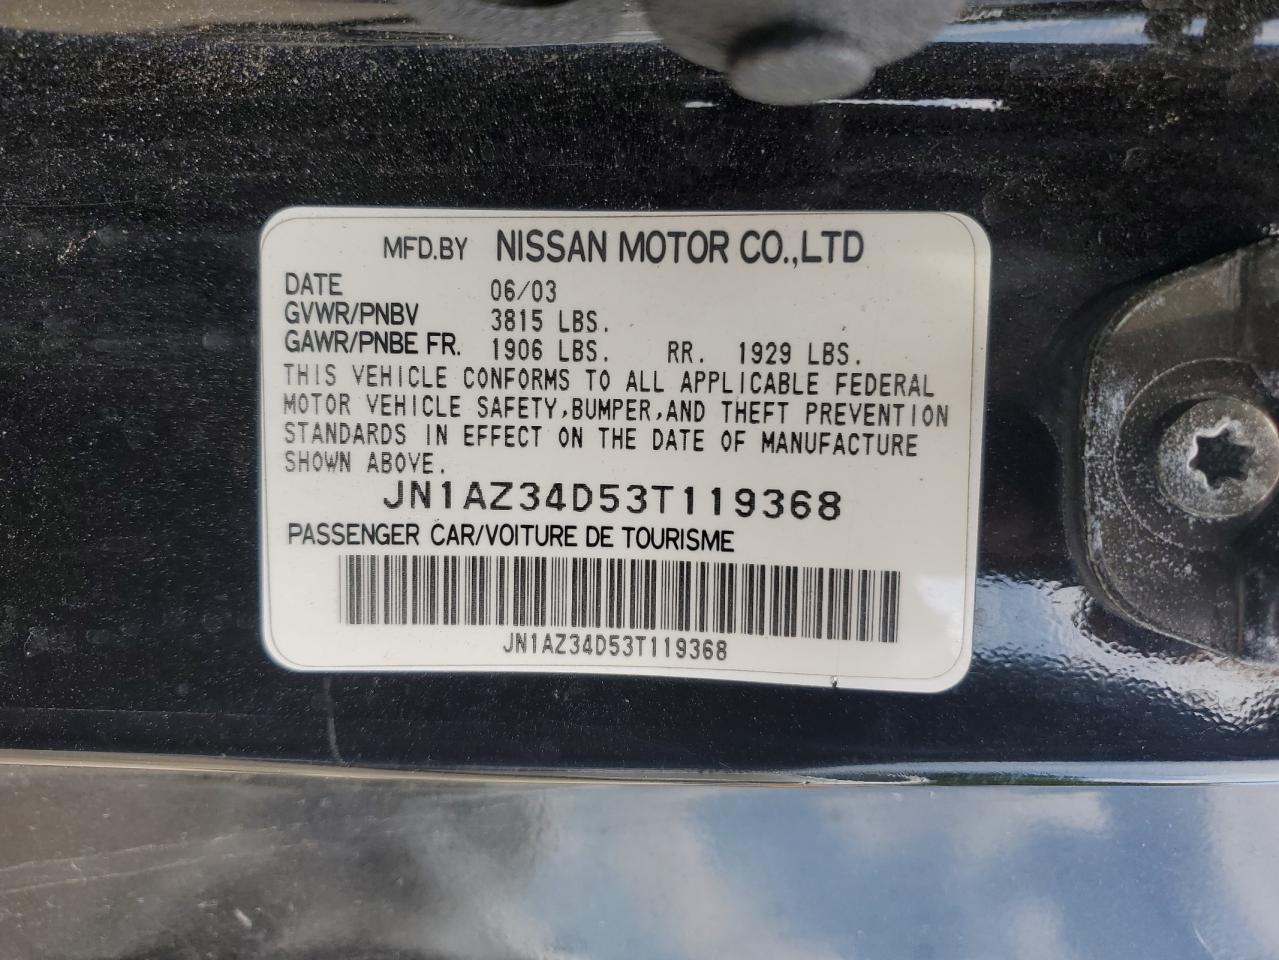 MFD.BY NISSAN MOTOR CO.,LTD
DATE 06/03
GVWR/PNBV 3815 LBS.
GAWR/PNBE FR. 1906 LBS. RR. 1929 LBS.
THIS VEHICLE CONFORMS TO ALL APPLICABLE FEDERAL
MOTOR VEHICLE SAFETY,BUMPER,AND THEFT PREVENTION
STANDARDS IN EFFECT ON THE DATE OF MANUFACTURE
SHOWN ABOVE.
JN1AZ34D53T119368
PASSENGER CAR/VOITURE DE TOURISME
JN1AZ34D53T119368